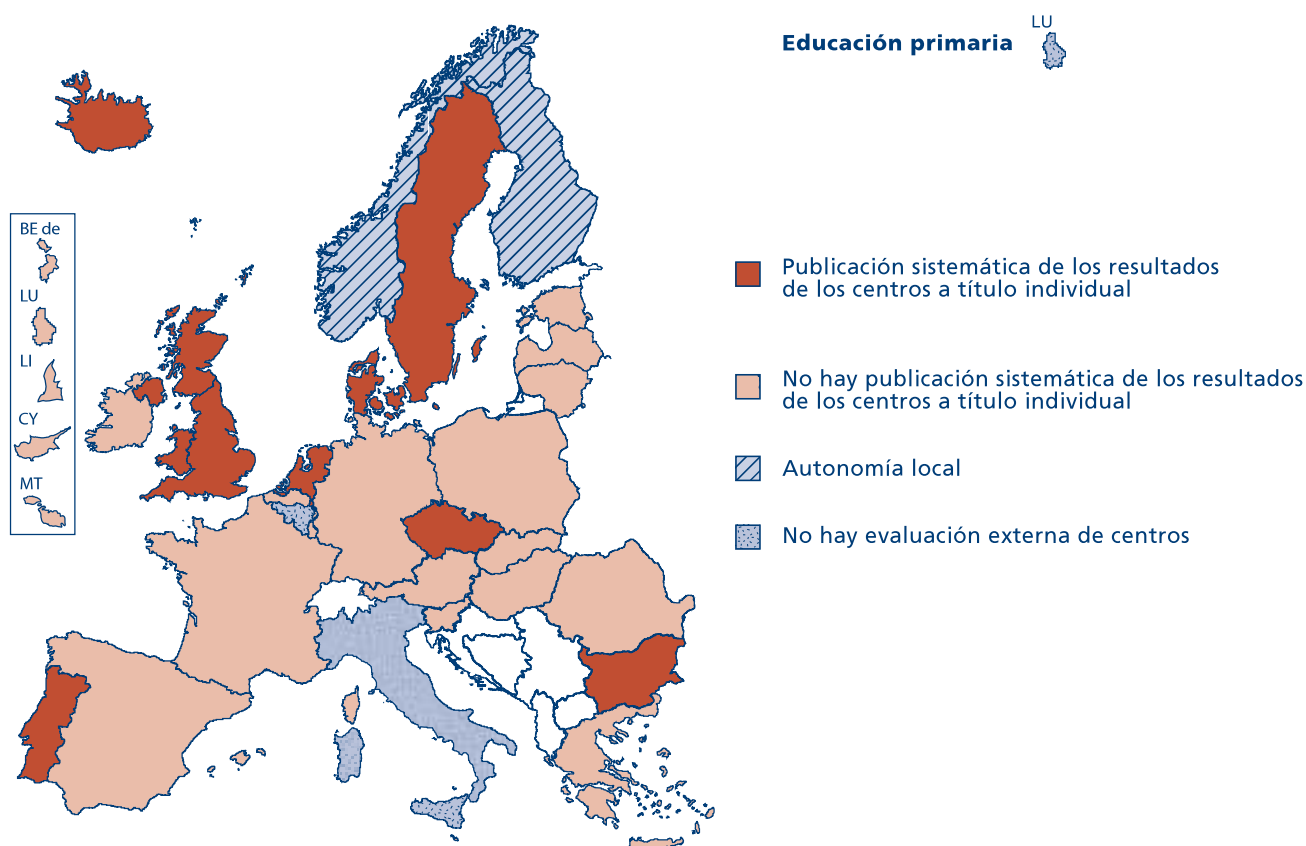 LU
Educación primaria
BE de
LU
LI
CY
MT
Publicación sistemática de los resultados
de los centros a título individual
No hay publicación sistemática de los resultados
de los centros a título individual
Autonomía local
No hay evaluación externa de centros